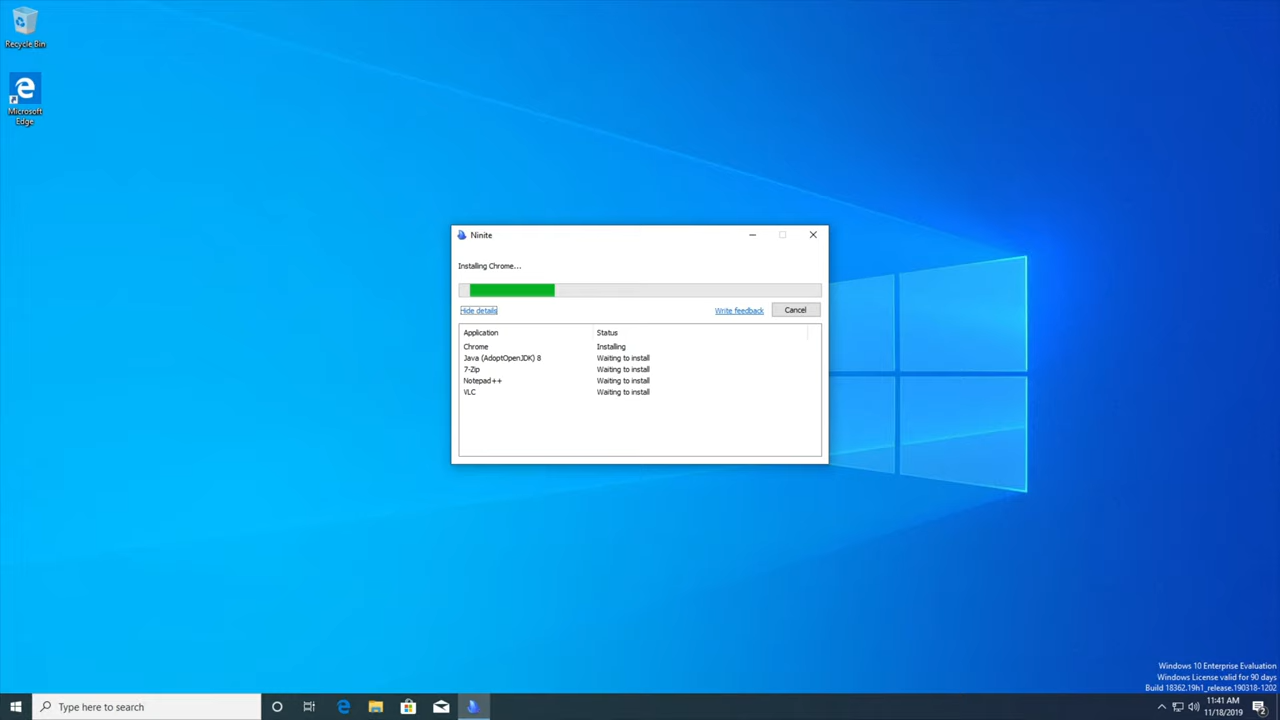 Recycle Bin
Microsoft
Edge
Ninite
Installing Chrome...
Hide details
Write feedback
Cancel
Application Status
Chrome Installing
Java (AdoptOpenJDK) 8 Waiting to install
7-Zip Waiting to install
Notepad++ Waiting to install
VLC Waiting to install
Windows 10 Enterprise Evaluation
Windows License valid for 90 days
Build 18362.19h1_release.190318-1202
Type here to search
11:41 AM
11/18/2019
2